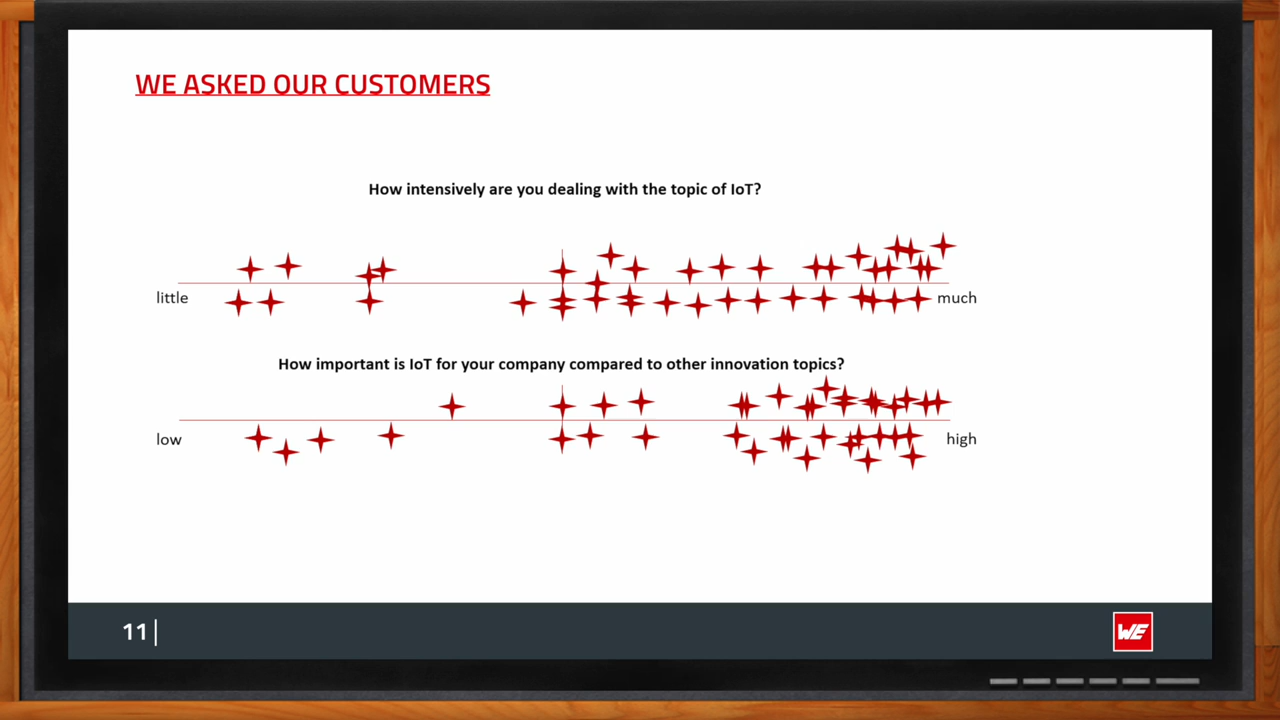 WE ASKED OUR CUSTOMERS
How intensively are you dealing with the topic of IoT?
little
much
How important is IoT for your company compared to other innovation topics?
low
high
11 |
WE